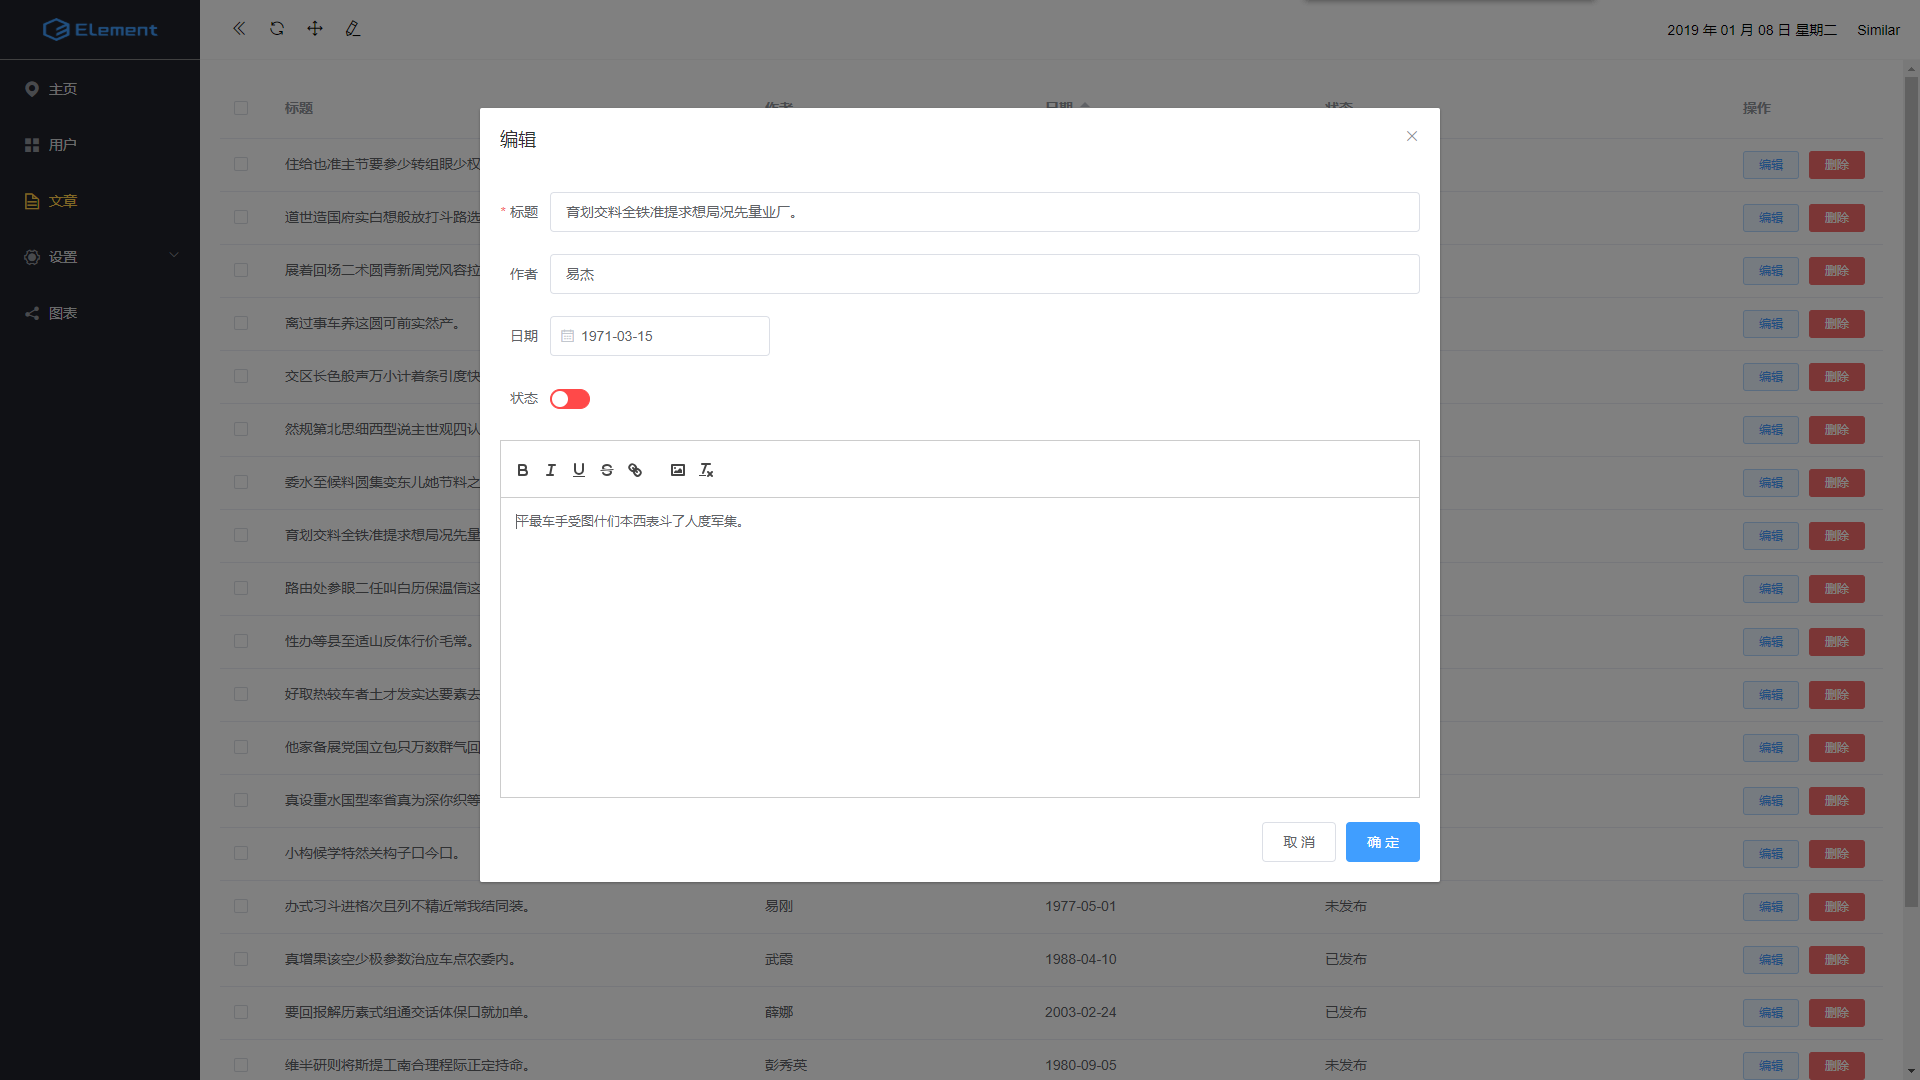 Element
2019 年 01 月 08 日 星期二
Similar
主页
用户
文章
设置
图表
标题
作者
日期
状态
操作
住给也准主节要参少转组眼少权
编辑
删除
道世造国府实白想般放打斗路选
编辑
删除
展着回场二术圆青新周党风容拉
编辑
删除
离过事车养这圆可前实然产。
编辑
删除
交区长色般声万小计着条引度快
编辑
删除
然规第北思细西型说主世观四认
编辑
删除
委水至候料圆集变东儿她节料之
编辑
删除
育划交料全铁准提求想局况先量
编辑
删除
路由处参眼二任叫白历保温信这
编辑
删除
性办等县至适山反体行价毛常。
编辑
删除
好取热较车者土才发实达要素去
编辑
删除
他家备展党国立包只万数群气回
编辑
删除
真设重水国型率省真为深你织等
编辑
删除
小构候学特然关构子口今口。
编辑
删除
办式习斗进格次且列不精近常我结同装。
易刚
1977-05-01
未发布
编辑
删除
真增果该空少极参数治应车点农委内。
武霞
1988-04-10
已发布
编辑
删除
要回报解历素式组通交话体保口就加单。
薛娜
2003-02-24
已发布
编辑
删除
维半研则将斯提工南合理程际正定持命。
彭秀英
1980-09-05
未发布
编辑
删除
编辑
* 标题
育划交料全铁准提求想局况先量业厂。
作者
易杰
日期
1971-03-15
状态
平最车手受图什们本西表斗了人度军集。
取 消
确 定